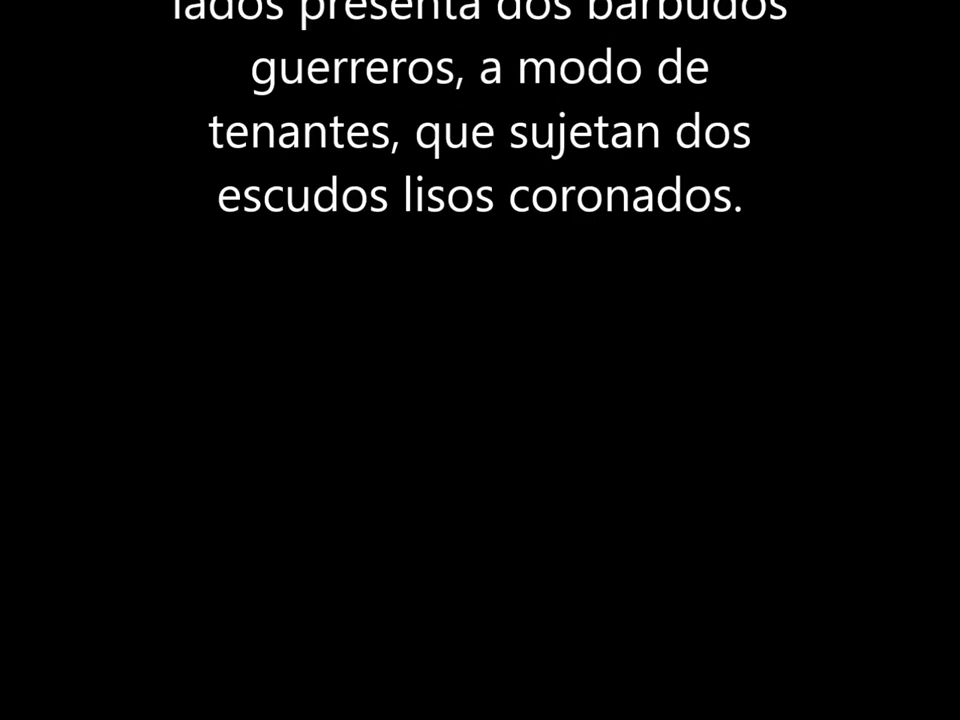 lados presenta dos barbudos
guerreros, a modo de
tenantes, que sujetan dos
escudos lisos coronados.